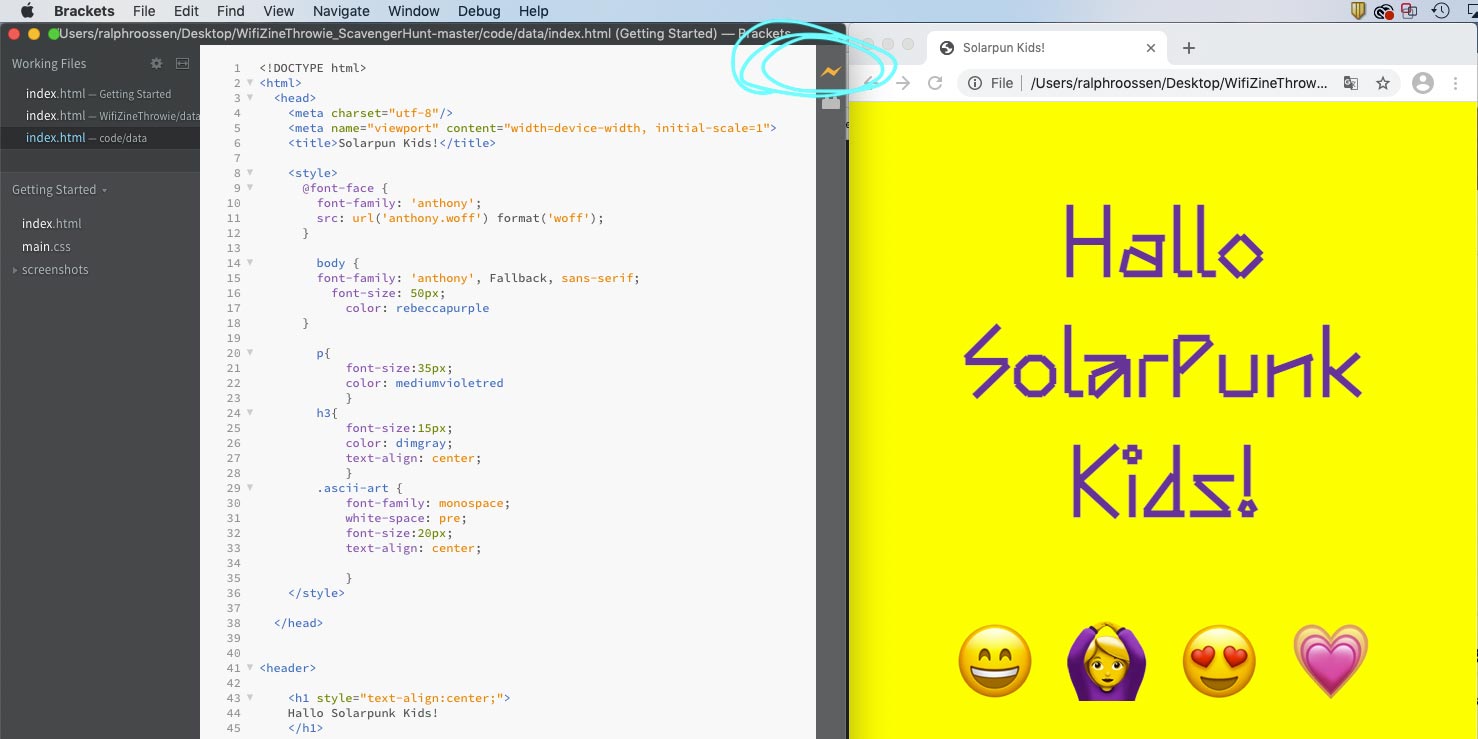 Brackets File Edit Find View Navigate Window Debug Help
/Users/ralphroossen/Desktop/WifiZineThrowie_ScavengerHunt-master/code/data/index.html (Getting Started) — Brackets
Working Files
index.html — Getting Started
index.html — WifiZineThrowie/data
index.html — code/data
Getting Started
index.html
main.css
screenshots
1 <!DOCTYPE html>
2 <html>
3 <head>
4 <meta charset="utf-8"/>
5 <meta name="viewport" content="width=device-width, initial-scale=1">
6 <title>Solarpun Kids!</title>
7
8 <style>
9 @font-face {
10 font-family: 'anthony';
11 src: url('anthony.woff') format('woff');
12 }
13
14 body {
15 font-family: 'anthony', Fallback, sans-serif;
16 font-size: 50px;
17 color: rebeccapurple
18 }
19
20 p{
21 font-size:35px;
22 color: mediumvioletred
23 }
24 h3{
25 font-size:15px;
26 color: dimgray;
27 text-align: center;
28 }
29 .ascii-art {
30 font-family: monospace;
31 white-space: pre;
32 font-size:20px;
33 text-align: center;
34
35 }
36 </style>
37
38 </head>
39
40
41 <header>
42
43 <h1 style="text-align:center;">
44 Hallo Solarpunk Kids!
45 </h1>
Solarpun Kids!
File /Users/ralphroossen/Desktop/WifiZineThrow...
Hallo
SolarPunk
Kids!